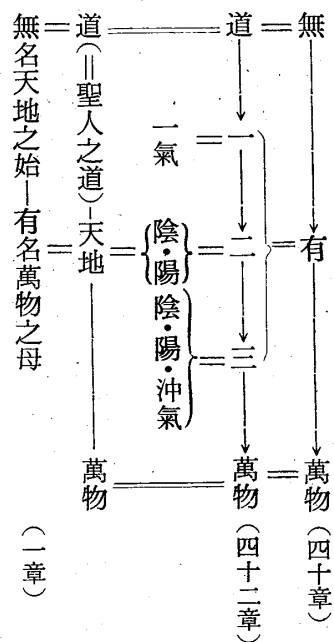 無→有→萬物(四十章)
道→一→二→三→萬物(四十二章)
一氣 {陰・陽} 陰・陽・沖氣}
道(=聖人之道)―天地―萬物
無名天地之始―有名萬物之母(一章)